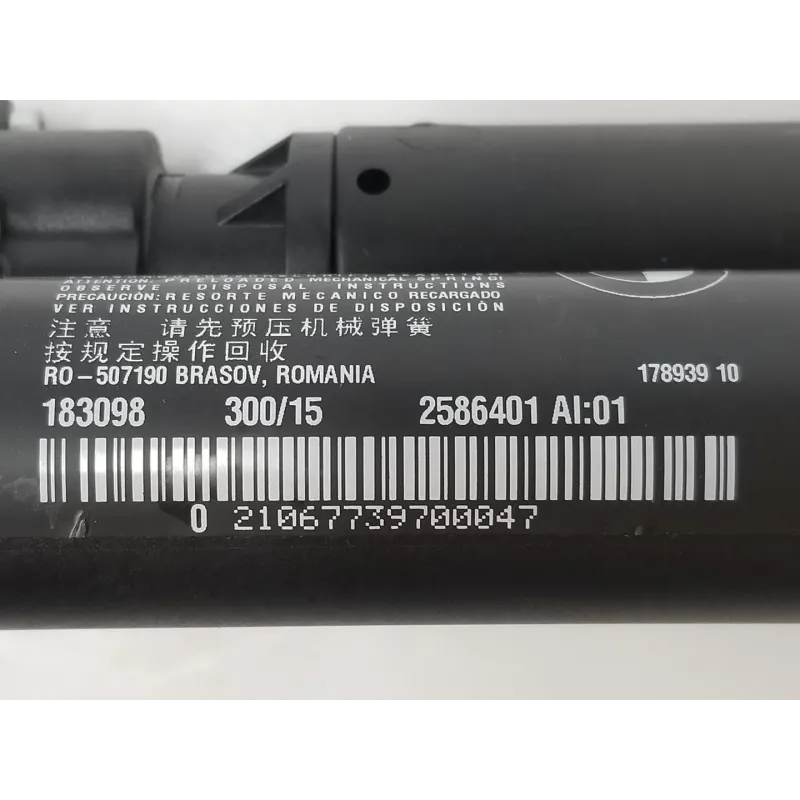 ATTENTION: PRELOADED MECHANICAL SPRING!
OBSERVE DISPOSAL INSTRUCTIONS
PRECAUCIÓN: RESORTE MECANICO RECARGADO
VER INSTRUCCIONES DE DISPOSICIÓN
注意 请先预压机械弹簧
按规定操作回收
RO-507190 BRASOV, ROMANIA
178939 10
183098 300/15 2586401 AI:01
0 21067739700047